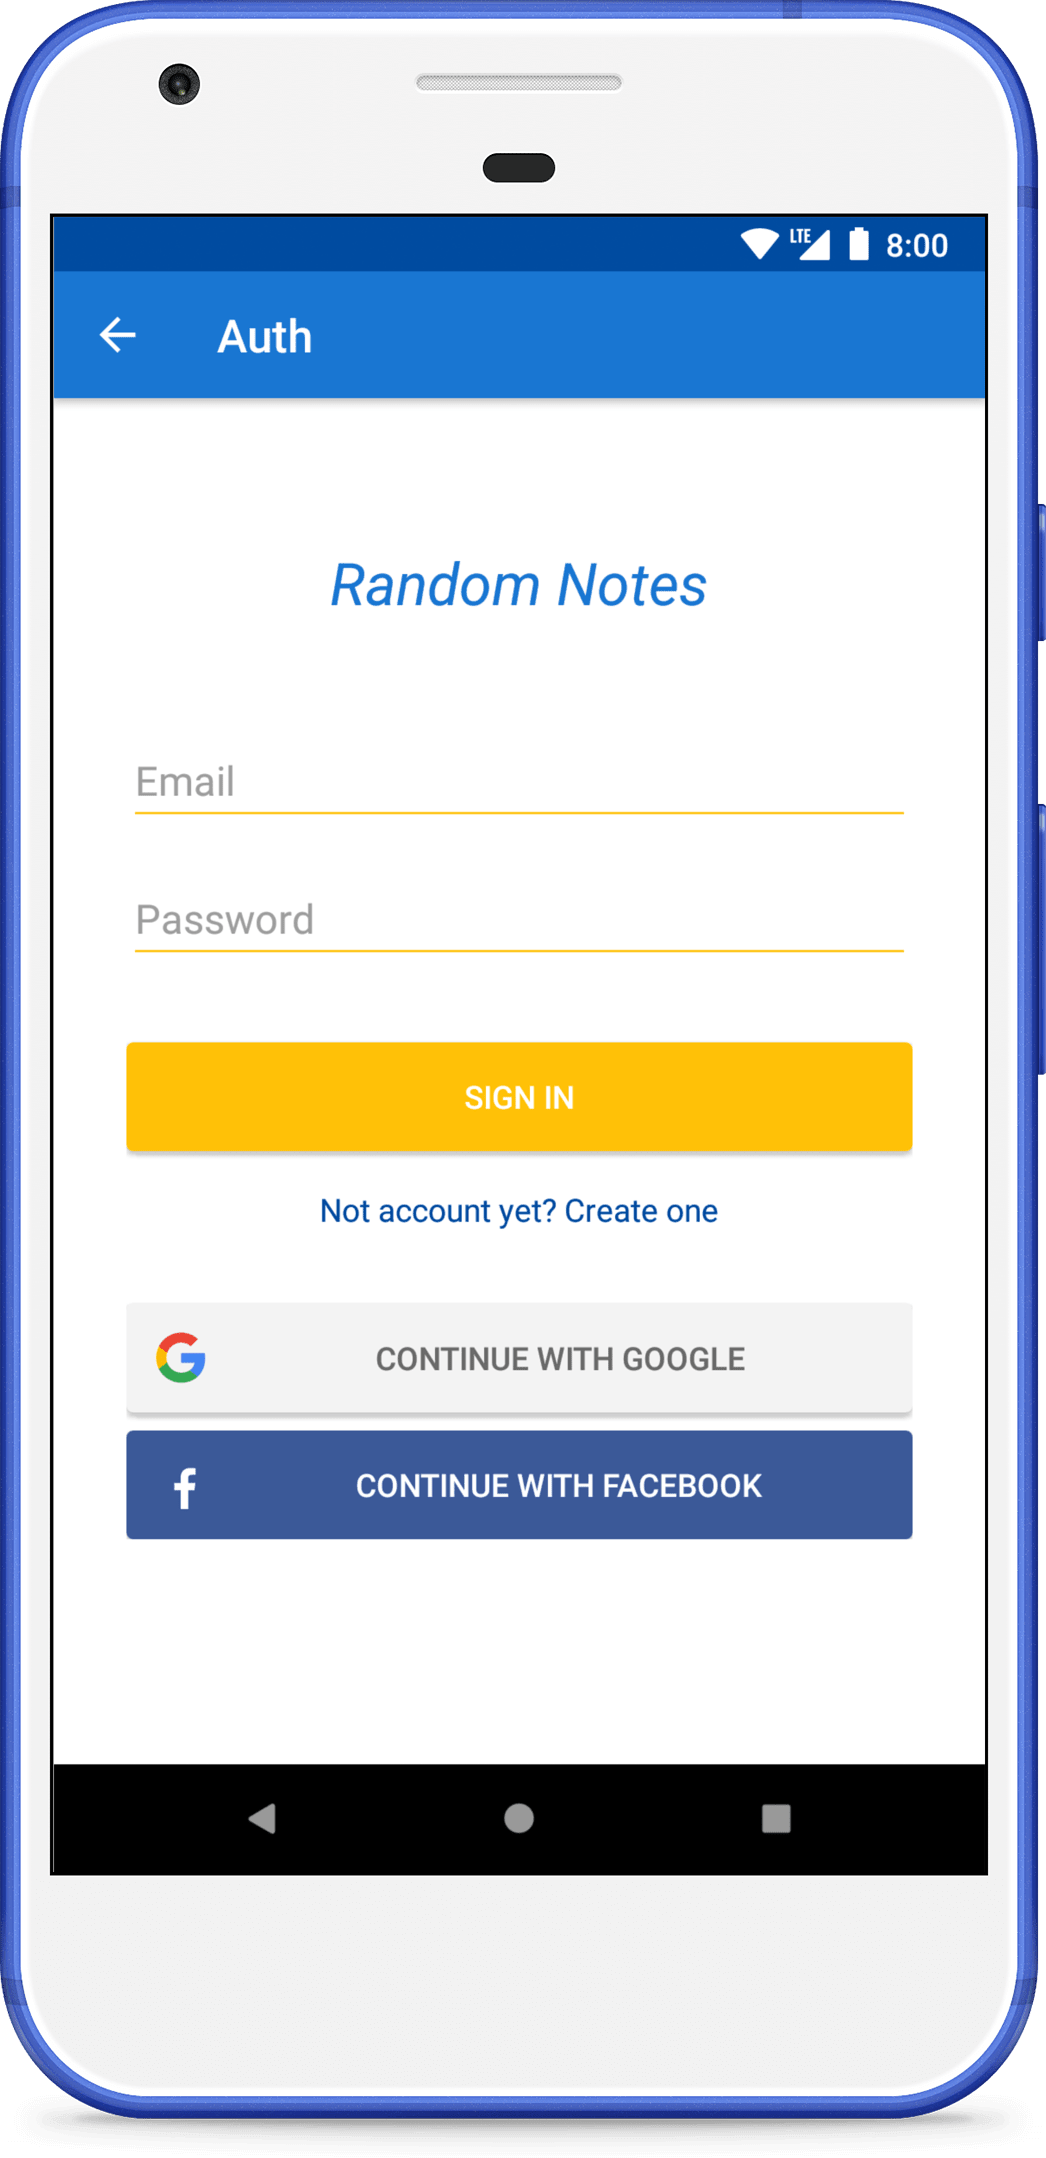 LTE 8:00
Auth
Random Notes
Email
Password
SIGN IN
Not account yet? Create one
CONTINUE WITH GOOGLE
CONTINUE WITH FACEBOOK